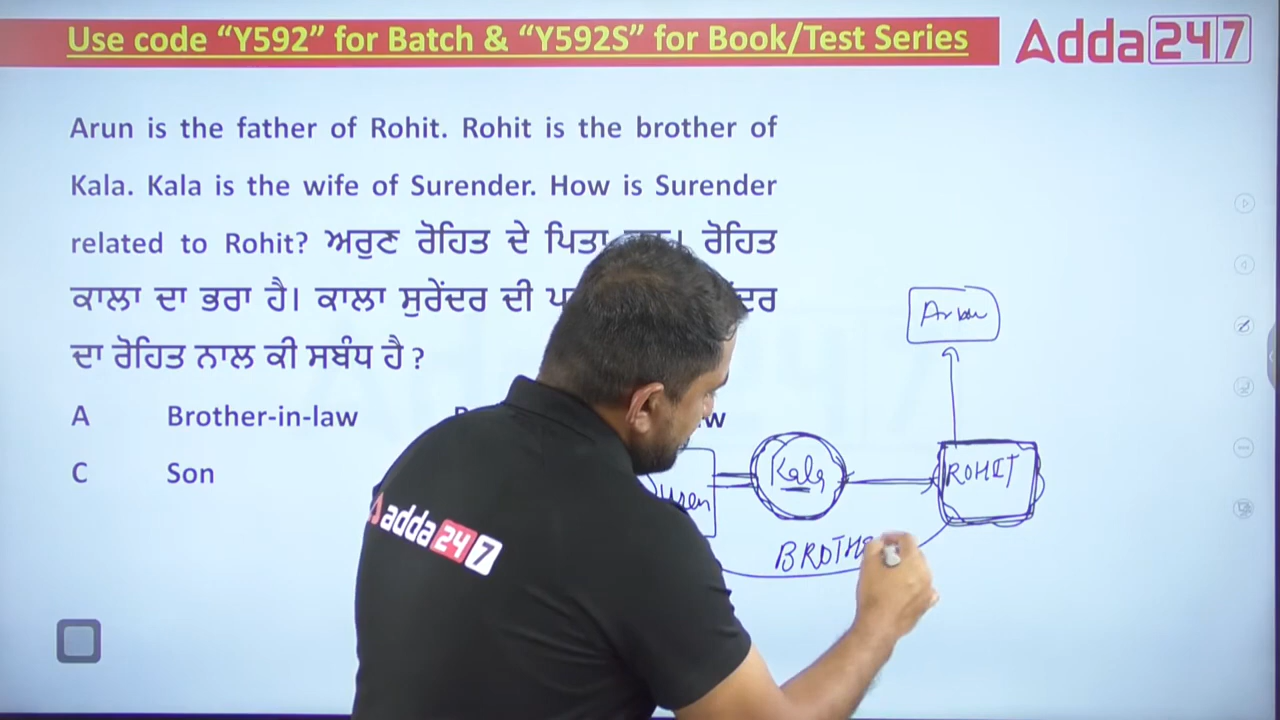 Use code “Y592” for Batch & “Y592S” for Book/Test Series
Adda247
Arun is the father of Rohit. Rohit is the brother of
Kala. Kala is the wife of Surender. How is Surender
related to Rohit? ਅਰੁਣ ਰੋਹਿਤ ਦੇ ਪਿਤਾ ਰੋਹਿਤ
ਕਾਲਾ ਦਾ ਭਰਾ ਹੈ। ਕਾਲਾ ਸੁਰੇਂਦਰ ਦੀ
ਦਾ ਰੋਹਿਤ ਨਾਲ ਕੀ ਸਬੰਧ ਹੈ ?
A Brother-in-law
C Son
Arun
Kala
ROHIT
adda247